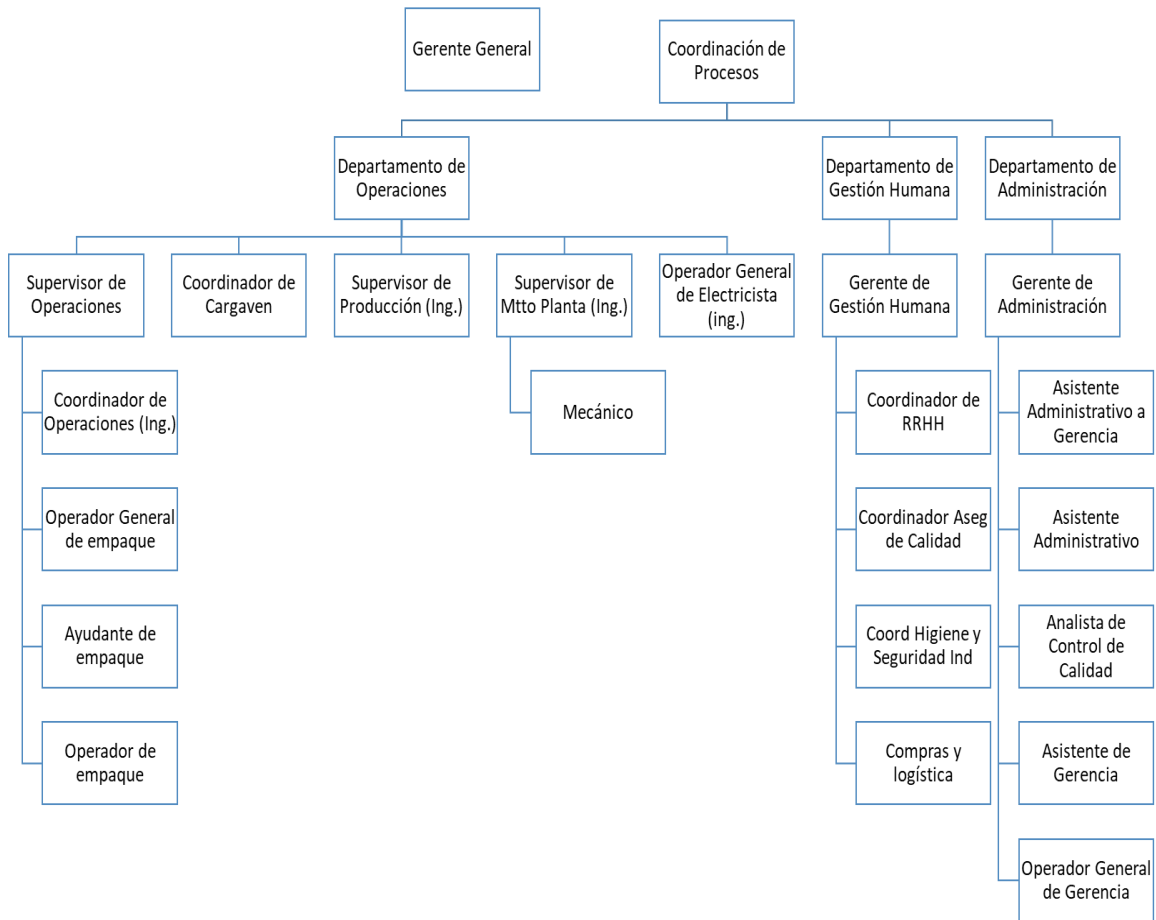 Gerente General
Coordinación de
Procesos
Departamento de
Operaciones
Departamento de
Gestión Humana
Departamento de
Administración
Supervisor de
Operaciones
Coordinador de
Cargaven
Supervisor de
Producción (Ing.)
Supervisor de
Mtto Planta (Ing.)
Operador General
de Electricista
(ing.)
Gerente de
Gestión Humana
Gerente de
Administración
Coordinador de
Operaciones (Ing.)
Mecánico
Coordinador de
RRHH
Asistente
Administrativo a
Gerencia
Operador General
de empaque
Coordinador Aseg
de Calidad
Asistente
Administrativo
Ayudante de
empaque
Coord Higiene y
Seguridad Ind
Analista de
Control de
Calidad
Operador de
empaque
Compras y
logística
Asistente de
Gerencia
Operador General
de Gerencia